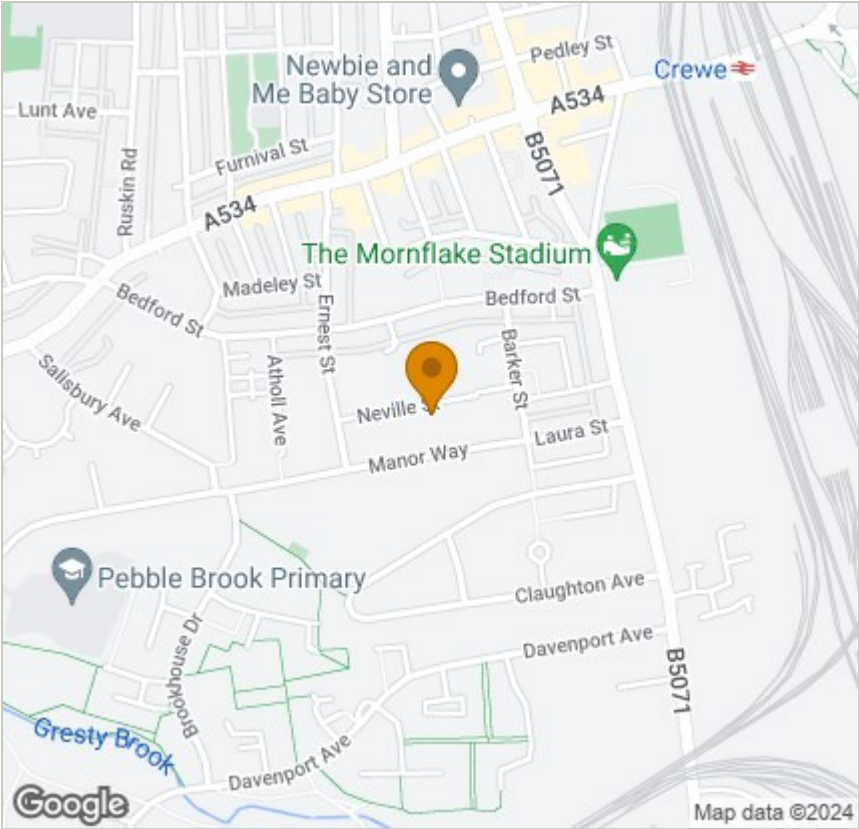 Pedley St
Newbie and
Me Baby Store
Crewe
A534
Lunt Ave
B5071
Ruskin Rd
Furnival St
A534
The Mornflake Stadium
Madeley St
Bedford St
Bedford St
Ernest St
Barker St
Atholl Ave
Salisbury Ave
Neville St
Laura St
Manor Way
Pebble Brook Primary
Claughton Ave
Brookhouse Dr
Davenport Ave
B5071
Gresty Brook
Davenport Ave
Google
Map data ©2024